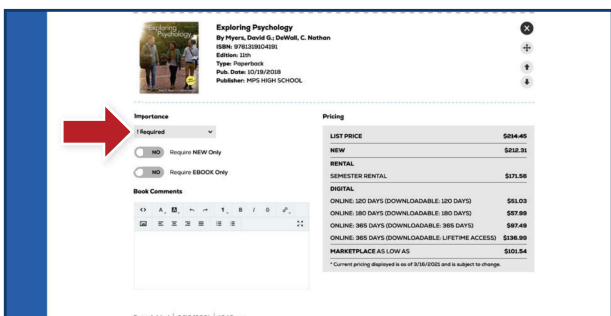 Exploring
Psychology
Exploring Psychology
By Myers, David G.; DeWall, C. Nathan
ISBN: 9781319104191
Edition: 11th
Type: Paperback
Pub. Date: 10/19/2018
Publisher: MPS HIGH SCHOOL
Importance
! Required
NO Require NEW Only
NO Require EBOOK Only
Book Comments
Pricing
LIST PRICE $214.45
NEW $212.31
RENTAL
SEMESTER RENTAL $171.56
DIGITAL
ONLINE: 120 DAYS (DOWNLOADABLE: 120 DAYS) $51.03
ONLINE: 180 DAYS (DOWNLOADABLE: 180 DAYS) $57.99
ONLINE: 365 DAYS (DOWNLOADABLE: 365 DAYS) $97.49
ONLINE: 365 DAYS (DOWNLOADABLE: LIFETIME ACCESS) $136.99
MARKETPLACE AS LOW AS $101.54
* Current pricing displayed is as of 3/16/2021 and is subject to change.